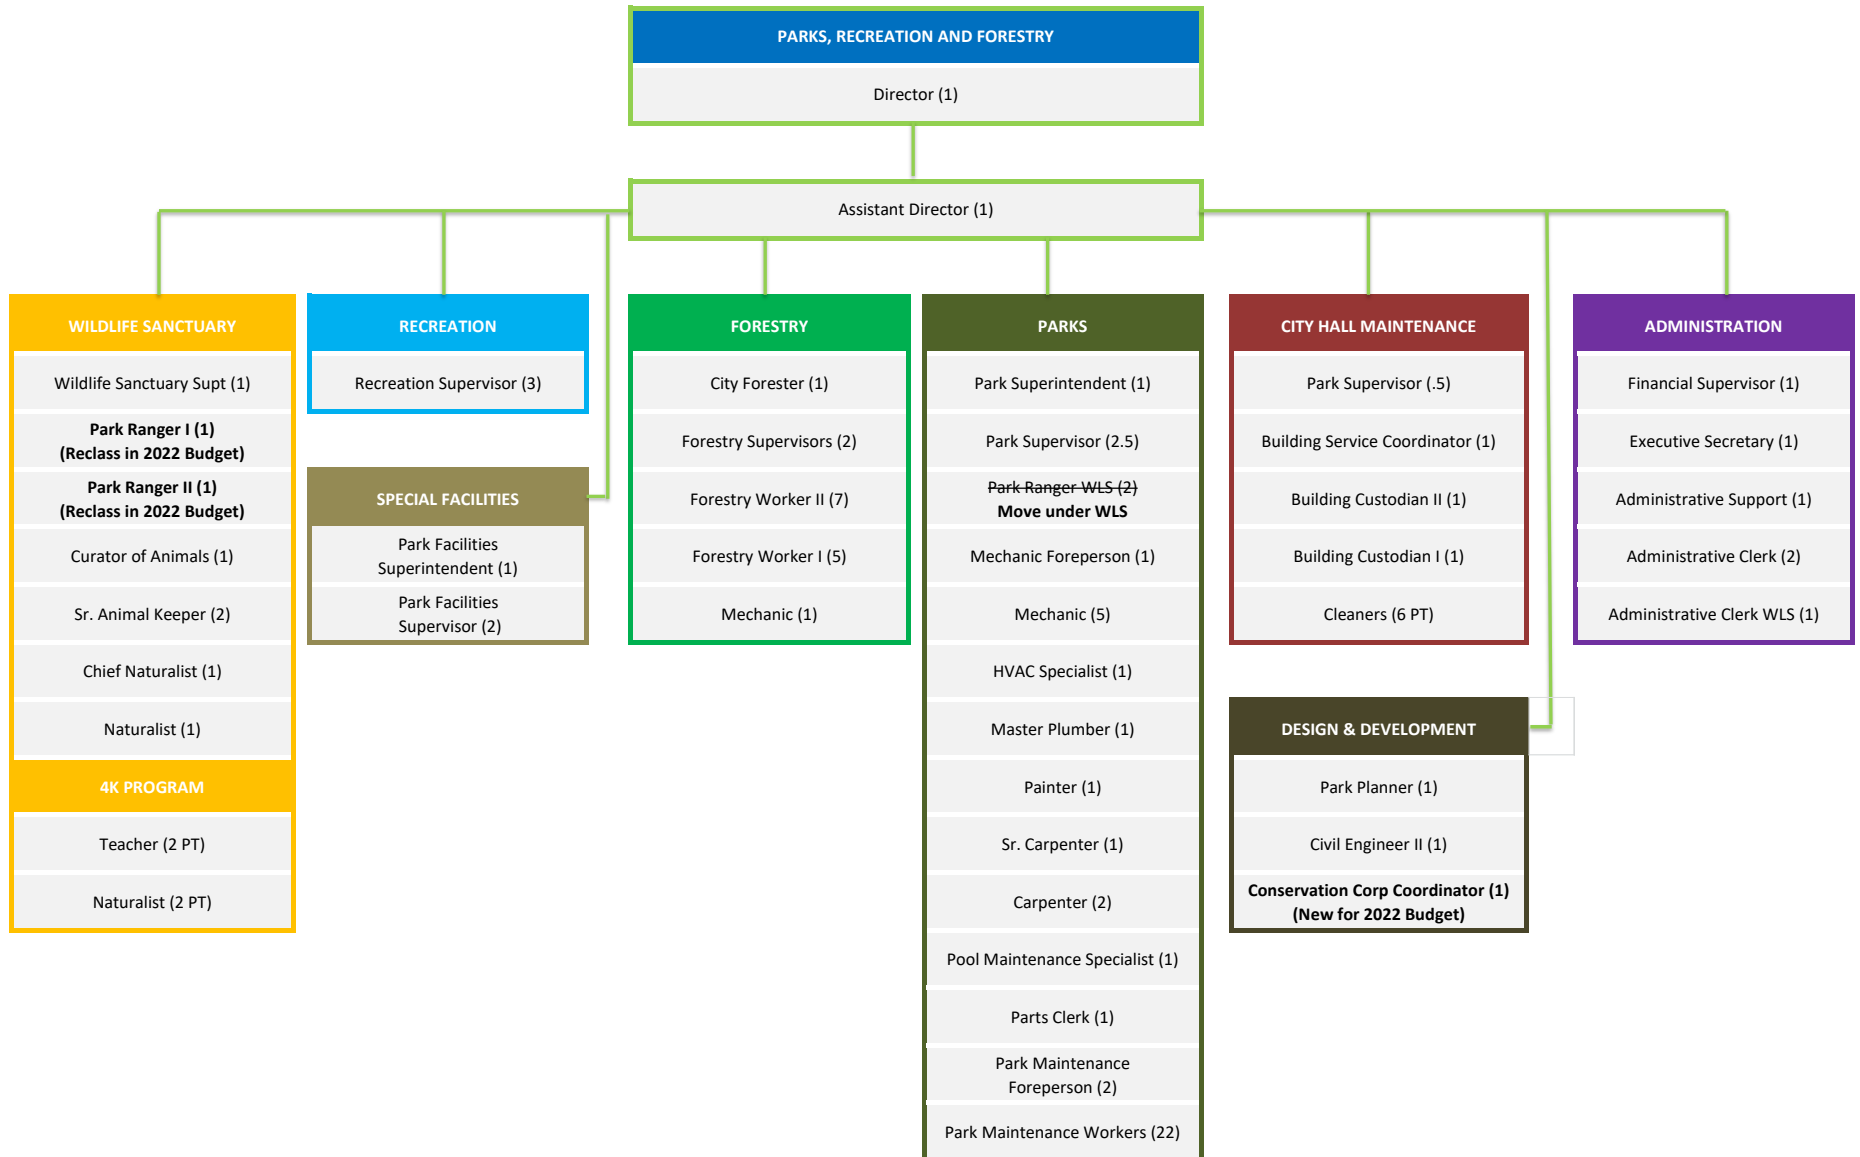 PARKS, RECREATION AND FORESTRY
Director (1)
Assistant Director (1)
WILDLIFE SANCTUARY
Wildlife Sanctuary Supt (1)
Park Ranger I (1)
(Reclass in 2022 Budget)
Park Ranger II (1)
(Reclass in 2022 Budget)
Curator of Animals (1)
Sr. Animal Keeper (2)
Chief Naturalist (1)
Naturalist (1)
4K PROGRAM
Teacher (2 PT)
Naturalist (2 PT)
RECREATION
Recreation Supervisor (3)
SPECIAL FACILITIES
Park Facilities
Superintendent (1)
Park Facilities
Supervisor (2)
FORESTRY
City Forester (1)
Forestry Supervisors (2)
Forestry Worker II (7)
Forestry Worker I (5)
Mechanic (1)
PARKS
Park Superintendent (1)
Park Supervisor (2.5)
Park Ranger WLS (2)
Move under WLS
Mechanic Foreperson (1)
Mechanic (5)
HVAC Specialist (1)
Master Plumber (1)
Painter (1)
Sr. Carpenter (1)
Carpenter (2)
Pool Maintenance Specialist (1)
Parts Clerk (1)
Park Maintenance
Foreperson (2)
Park Maintenance Workers (22)
CITY HALL MAINTENANCE
Park Supervisor (.5)
Building Service Coordinator (1)
Building Custodian II (1)
Building Custodian I (1)
Cleaners (6 PT)
DESIGN & DEVELOPMENT
Park Planner (1)
Civil Engineer II (1)
Conservation Corp Coordinator (1)
(New for 2022 Budget)
ADMINISTRATION
Financial Supervisor (1)
Executive Secretary (1)
Administrative Support (1)
Administrative Clerk (2)
Administrative Clerk WLS (1)